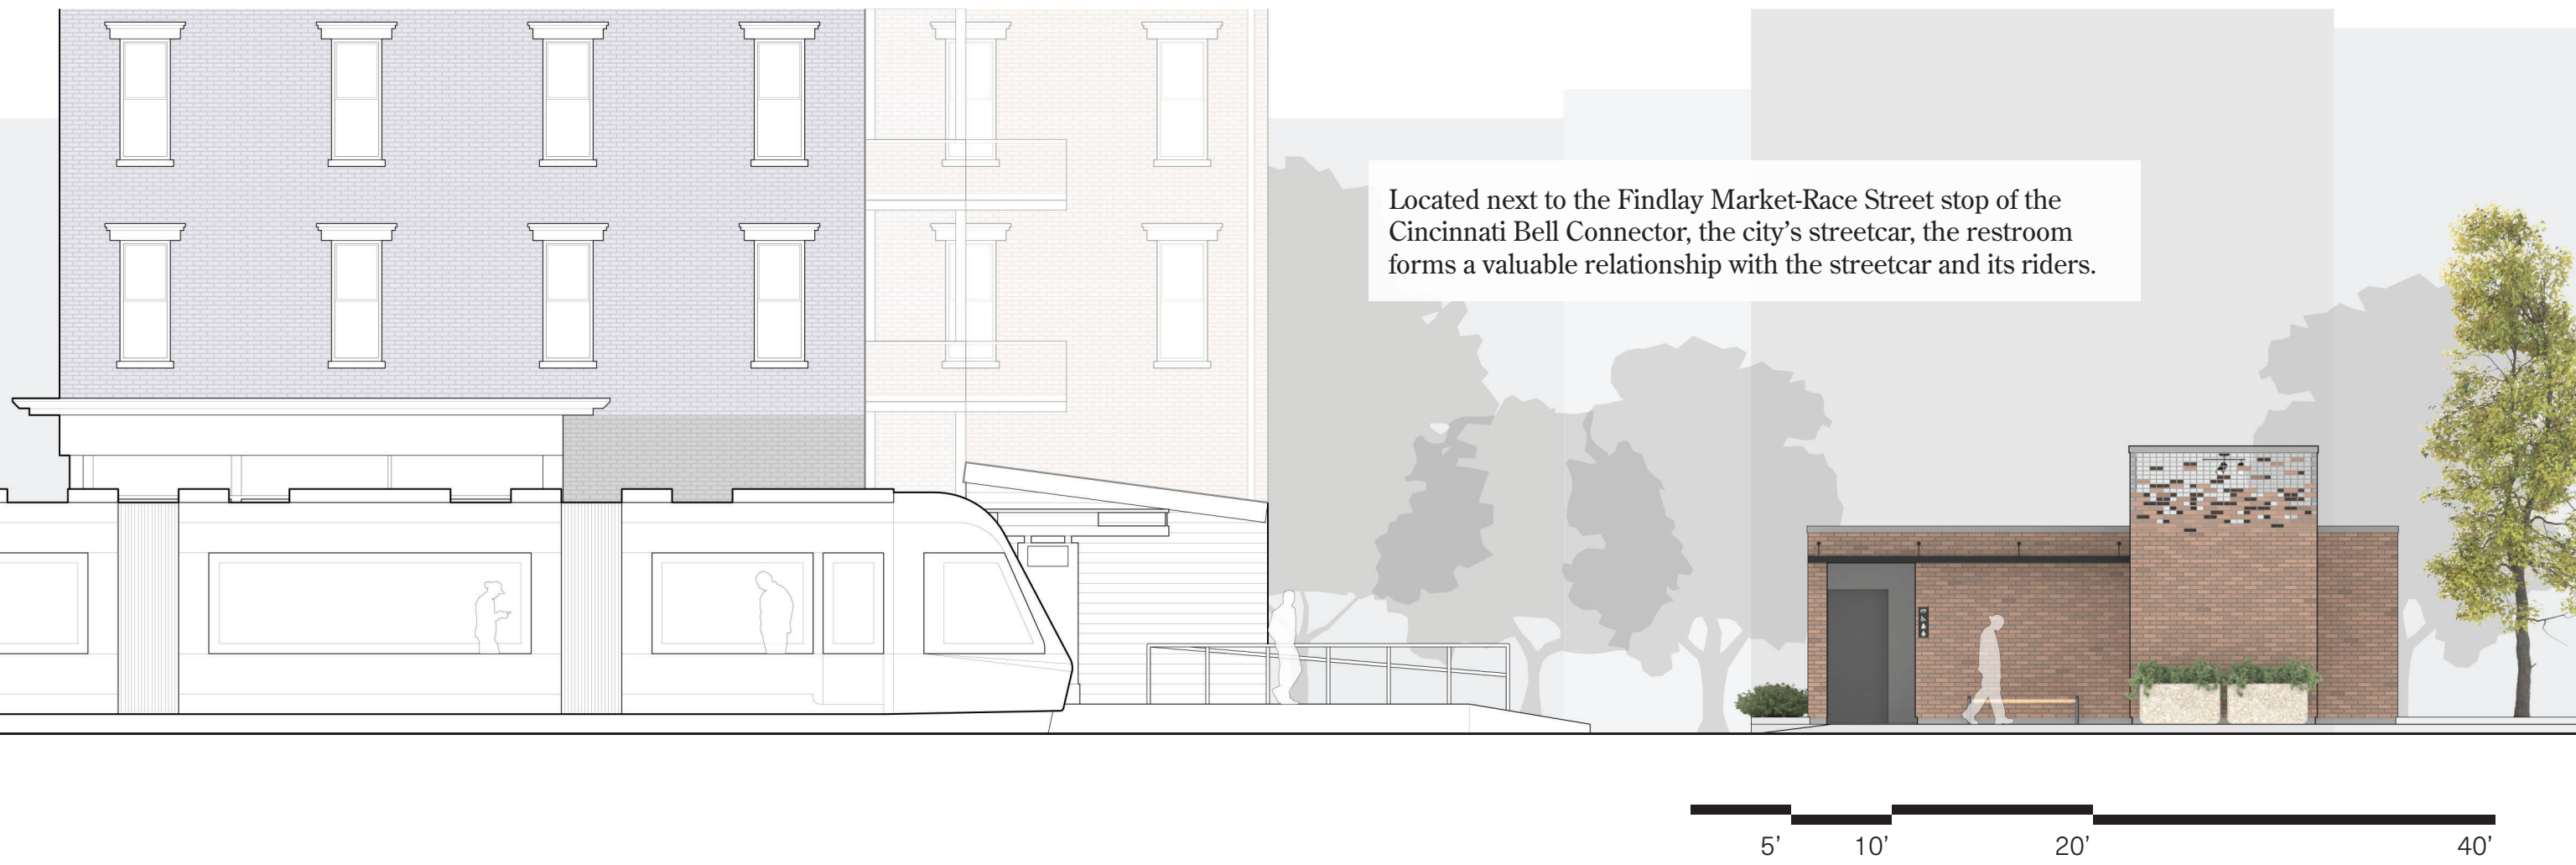 Located next to the Findlay Market-Race Street stop of the
Cincinnati Bell Connector, the city’s streetcar, the restroom
forms a valuable relationship with the streetcar and its riders.
5’ 10’ 20’ 40’